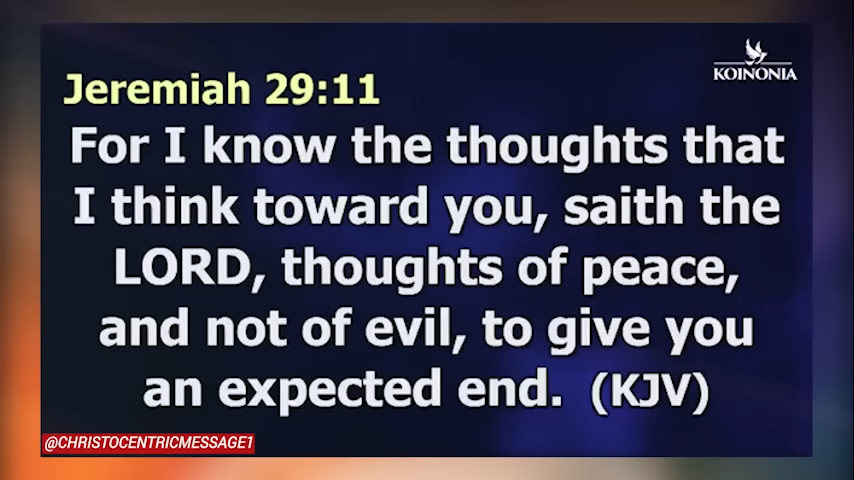 KOINONIA
Jeremiah 29:11
For I know the thoughts that
I think toward you, saith the
LORD, thoughts of peace,
and not of evil, to give you
an expected end. (KJV)
@CHRISTOCENTRICMESSAGE1